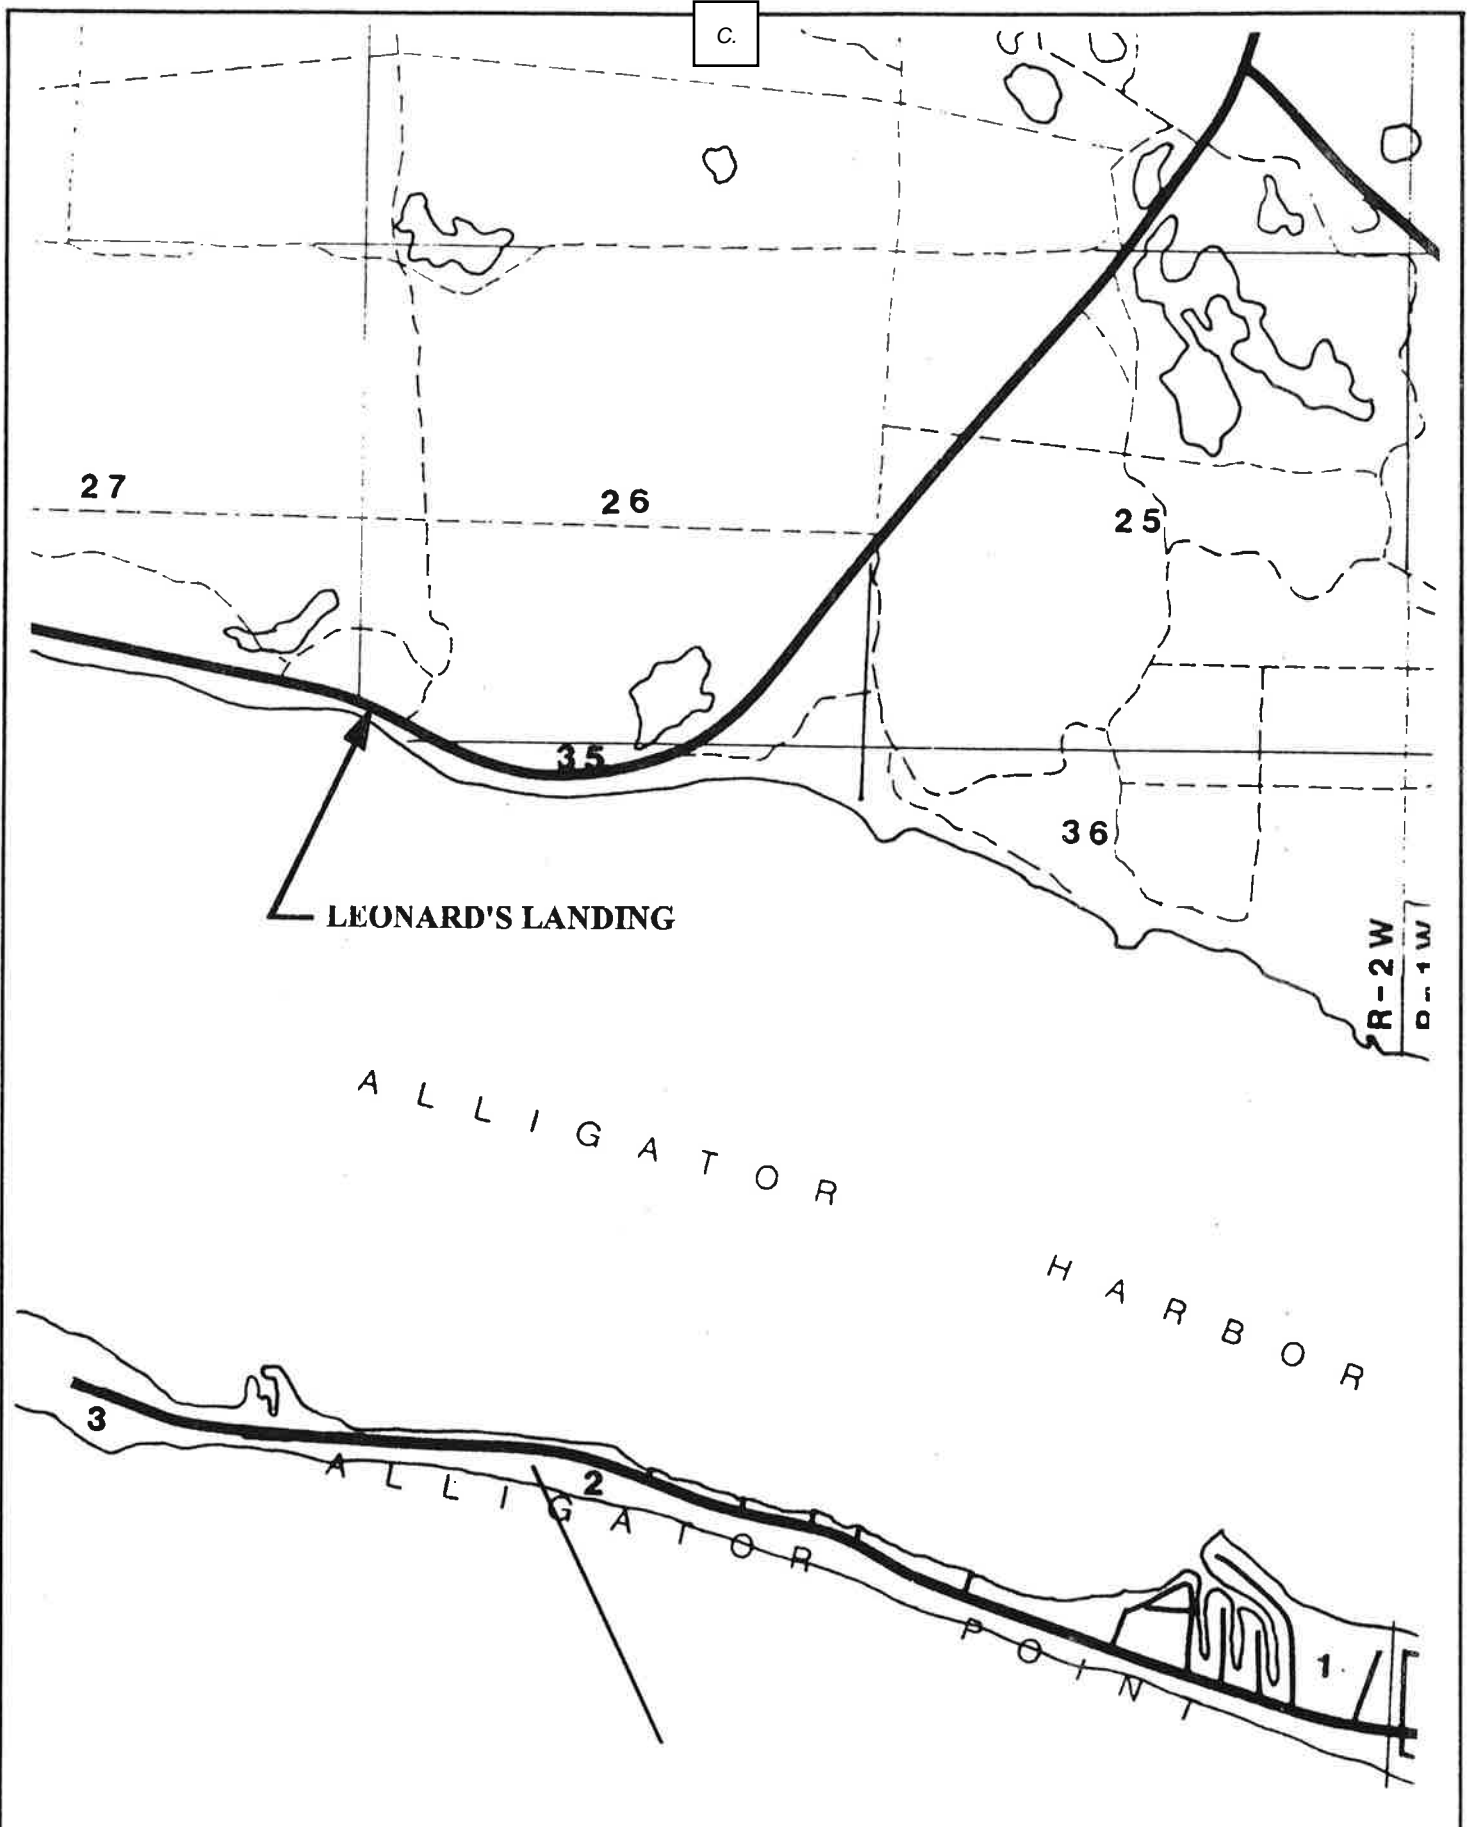 C.
27
26
25
35
36
LEONARD'S LANDING
R-2W
ALLIGATOR
HARBOR
3
2
ALLIGATOR
POINT
1